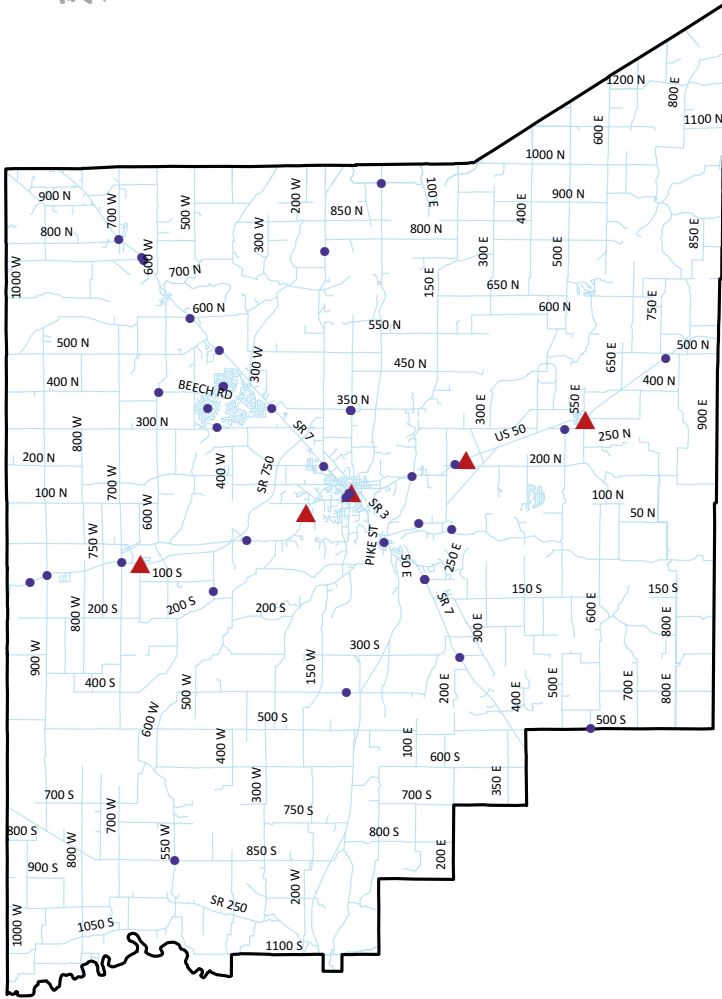 1200 N
800 E
1100 N
600 E
1000 N
900 N
700 W
500 W
200 W
850 N
100 E
400 E
900 N
800 N
600 W
300 W
800 N
300 E
500 E
850 E
1000 W
700 N
150 E
650 N
600 N
750 E
600 N
550 N
500 N
300 W
450 N
650 E
500 N
400 N
400 N
BEECH RD
350 N
300 E
550 E
900 E
800 W
300 N
SR 7
US 50
250 N
200 N
400 W
SR 750
200 N
100 N
700 W
600 W
SR 3
100 N
50 N
750 W
PIKE ST
50 E
250 E
100 S
800 W
200 S
200 S
200 S
SR 7
150 S
600 E
150 S
800 E
900 W
300 S
300 E
150 W
400 S
500 W
200 E
400 E
500 E
700 E
800 E
600 W
500 S
500 S
400 W
100 E
600 S
700 S
300 W
700 S
350 E
700 W
750 S
800 S
800 W
550 W
850 S
800 S
200 E
900 S
200 W
SR 250
1000 W
1050 S
1100 S